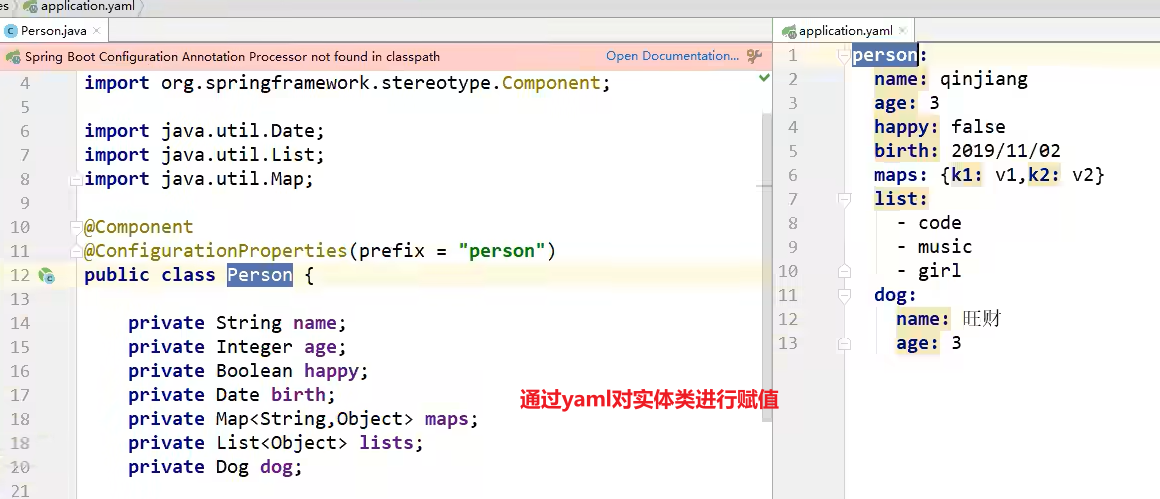 es
application.yaml
Person.java
Spring Boot Configuration Annotation Processor not found in classpath
Open Documentation...
4 import org.springframework.stereotype.Component;
5
6 import java.util.Date;
7 import java.util.List;
8 import java.util.Map;
9
10 @Component
11 @ConfigurationProperties(prefix = "person")
12 public class Person {
13
14 private String name;
15 private Integer age;
16 private Boolean happy;
17 private Date birth;
18 private Map<String,Object> maps;
18 private List<Object> lists;
20 private Dog dog;
21
通过yaml对实体类进行赋值
application.yaml
1 person:
2 name: qinjiang
3 age: 3
4 happy: false
5 birth: 2019/11/02
6 maps: {k1: v1,k2: v2}
7 list:
8 - code
9 - music
10 - girl
11 dog:
12 name: 旺财
13 age: 3